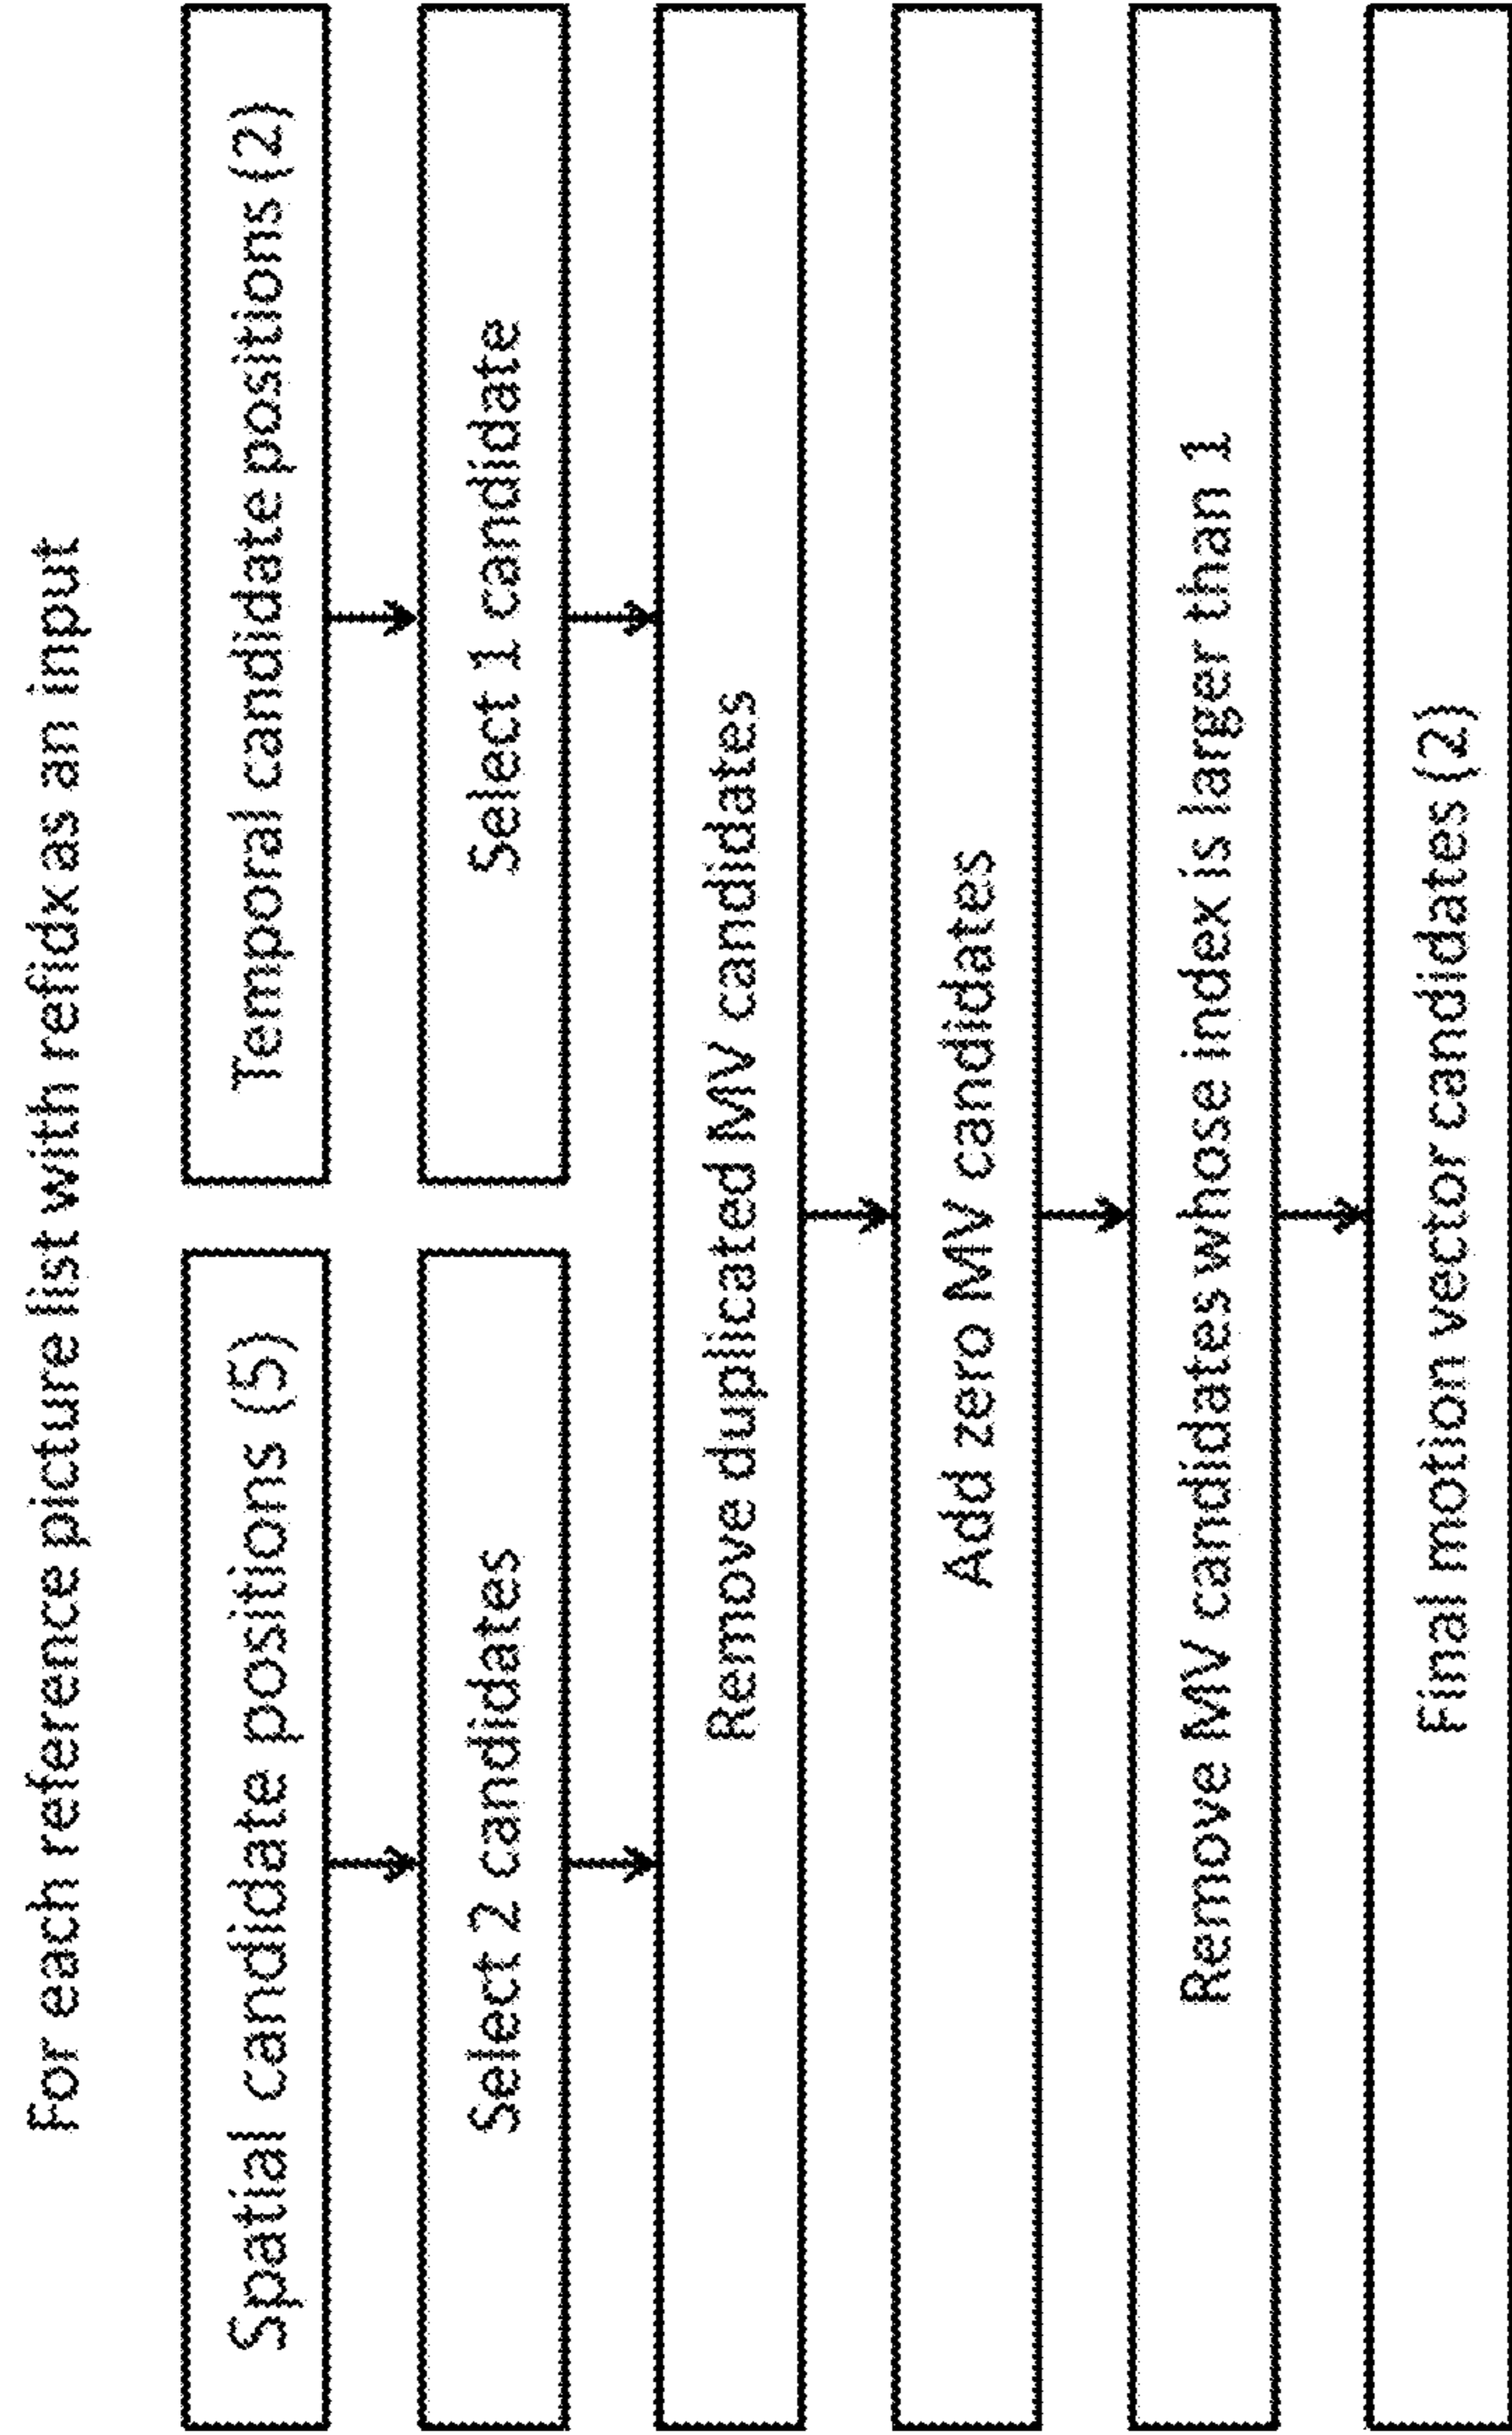 For each reference picture list with refidx as an input
Spatial candidate positions (5)
Temporal candidate positions (2)
Select 2 candidates
Select 1 candidate
Remove duplicated MV candidates
Add zero MV candidates
Remove MV candidates whose index is larger than 1
Final motion vector candidates (2)